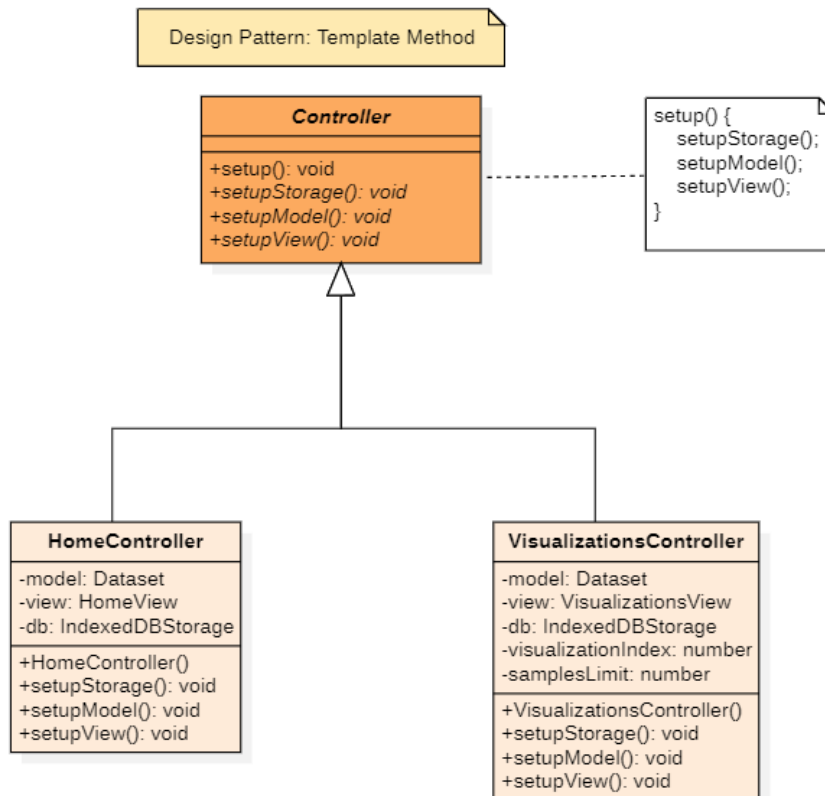 Design Pattern: Template Method
Controller
+setup(): void
+setupStorage(): void
+setupModel(): void
+setupView(): void
setup() {
setupStorage();
setupModel();
setupView();
}
HomeController
-model: Dataset
-view: HomeView
-db: IndexedDBStorage
+HomeController()
+setupStorage(): void
+setupModel(): void
+setupView(): void
VisualizationsController
-model: Dataset
-view: VisualizationsView
-db: IndexedDBStorage
-visualizationIndex: number
-samplesLimit: number
+VisualizationsController()
+setupStorage(): void
+setupModel(): void
+setupView(): void